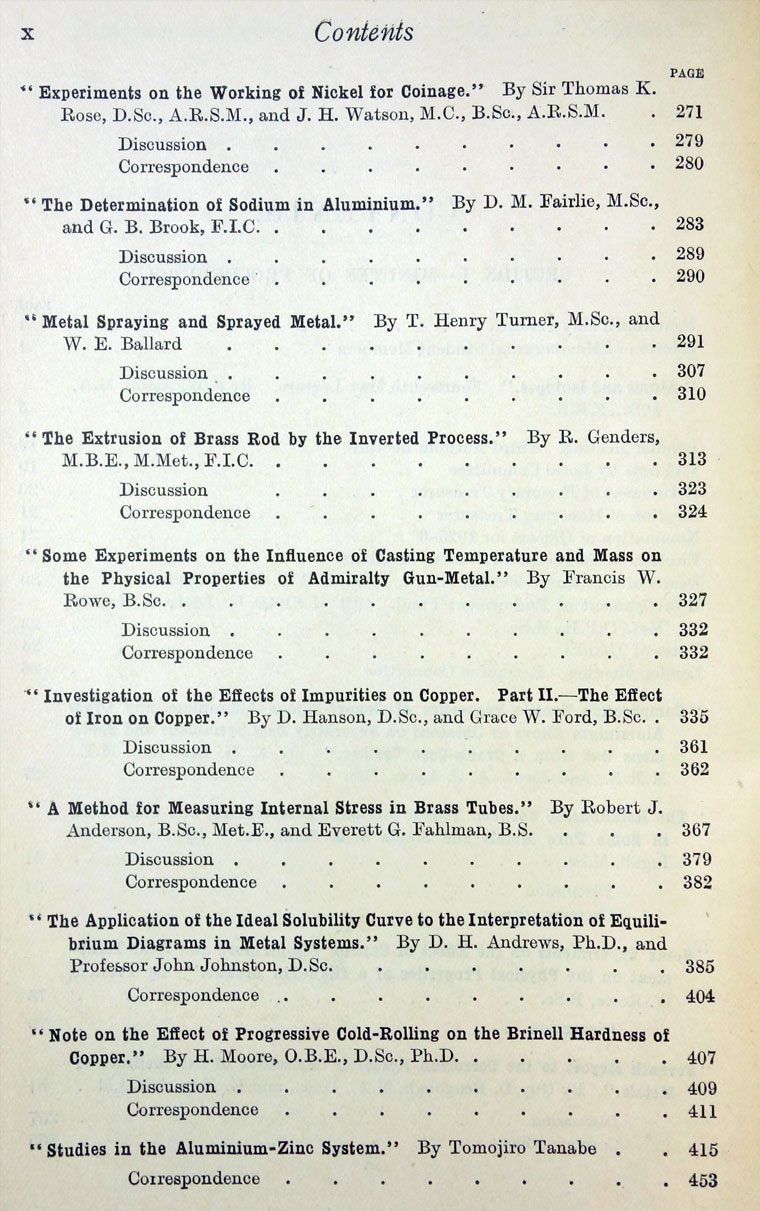 x Contents
PAGE
"Experiments on the Working of Nickel for Coinage." By Sir Thomas K.
Rose, D.Sc., A.R.S.M., and J. H. Watson, M.C., B.Sc., A.R.S.M. . 271
Discussion . . . . . . . . . . 279
Correspondence . . . . . . . . . 280
"The Determination of Sodium in Aluminium." By D. M. Fairlie, M.Sc.,
and G. B. Brook, F.I.C. . . . . . . . . . 283
Discussion . . . . . . . . . . 289
Correspondence . . . . . . . . . 290
"Metal Spraying and Sprayed Metal." By T. Henry Turner, M.Sc., and
W. E. Ballard . . . . . . . . . . 291
Discussion . . . . . . . . . . 307
Correspondence . . . . . . . . . 310
"The Extrusion of Brass Rod by the Inverted Process." By R. Genders,
M.B.E., M.Met., F.I.C. . . . . . . . . . 313
Discussion . . . . . . . . . 323
Correspondence . . . . . . . . . 324
"Some Experiments on the Influence of Casting Temperature and Mass on
the Physical Properties of Admiralty Gun-Metal." By Francis W.
Rowe, B.Sc. . . . . . . . . . . 327
Discussion . . . . . . . . . . 332
Correspondence . . . . . . . . . 332
"Investigation of the Effects of Impurities on Copper. Part II.—The Effect
of Iron on Copper." By D. Hanson, D.Sc., and Grace W. Ford, B.Sc. . 335
Discussion . . . . . . . . . . 361
Correspondence . . . . . . . . . 362
"A Method for Measuring Internal Stress in Brass Tubes." By Robert J.
Anderson, B.Sc., Met.E., and Everett G. Fahlman, B.S. . . . 367
Discussion . . . . . . . . . . 379
Correspondence . . . . . . . . . 382
"The Application of the Ideal Solubility Curve to the Interpretation of Equili-
brium Diagrams in Metal Systems." By D. H. Andrews, Ph.D., and
Professor John Johnston, D.Sc. . . . . . . . 385
Correspondence . . . . . . . . . 404
"Note on the Effect of Progressive Cold-Rolling on the Brinell Hardness of
Copper." By H. Moore, O.B.E., D.Sc., Ph.D. . . . . . 407
Discussion . . . . . . . . . . 409
Correspondence . . . . . . . . . 411
"Studies in the Aluminium-Zinc System." By Tomojiro Tanabe . . 415
Correspondence . . . . . . . . . 453